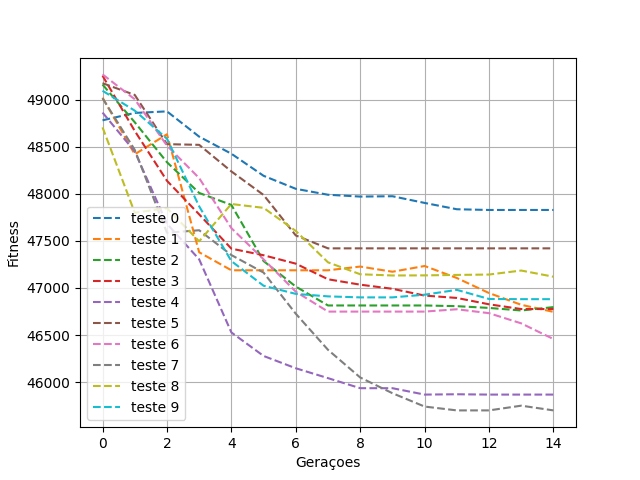 49000
48500
48000
47500
47000
46500
46000
Fitness
teste 0
teste 1
teste 2
teste 3
teste 4
teste 5
teste 6
teste 7
teste 8
teste 9
0 2 4 6 8 10 12 14
Geraçoes